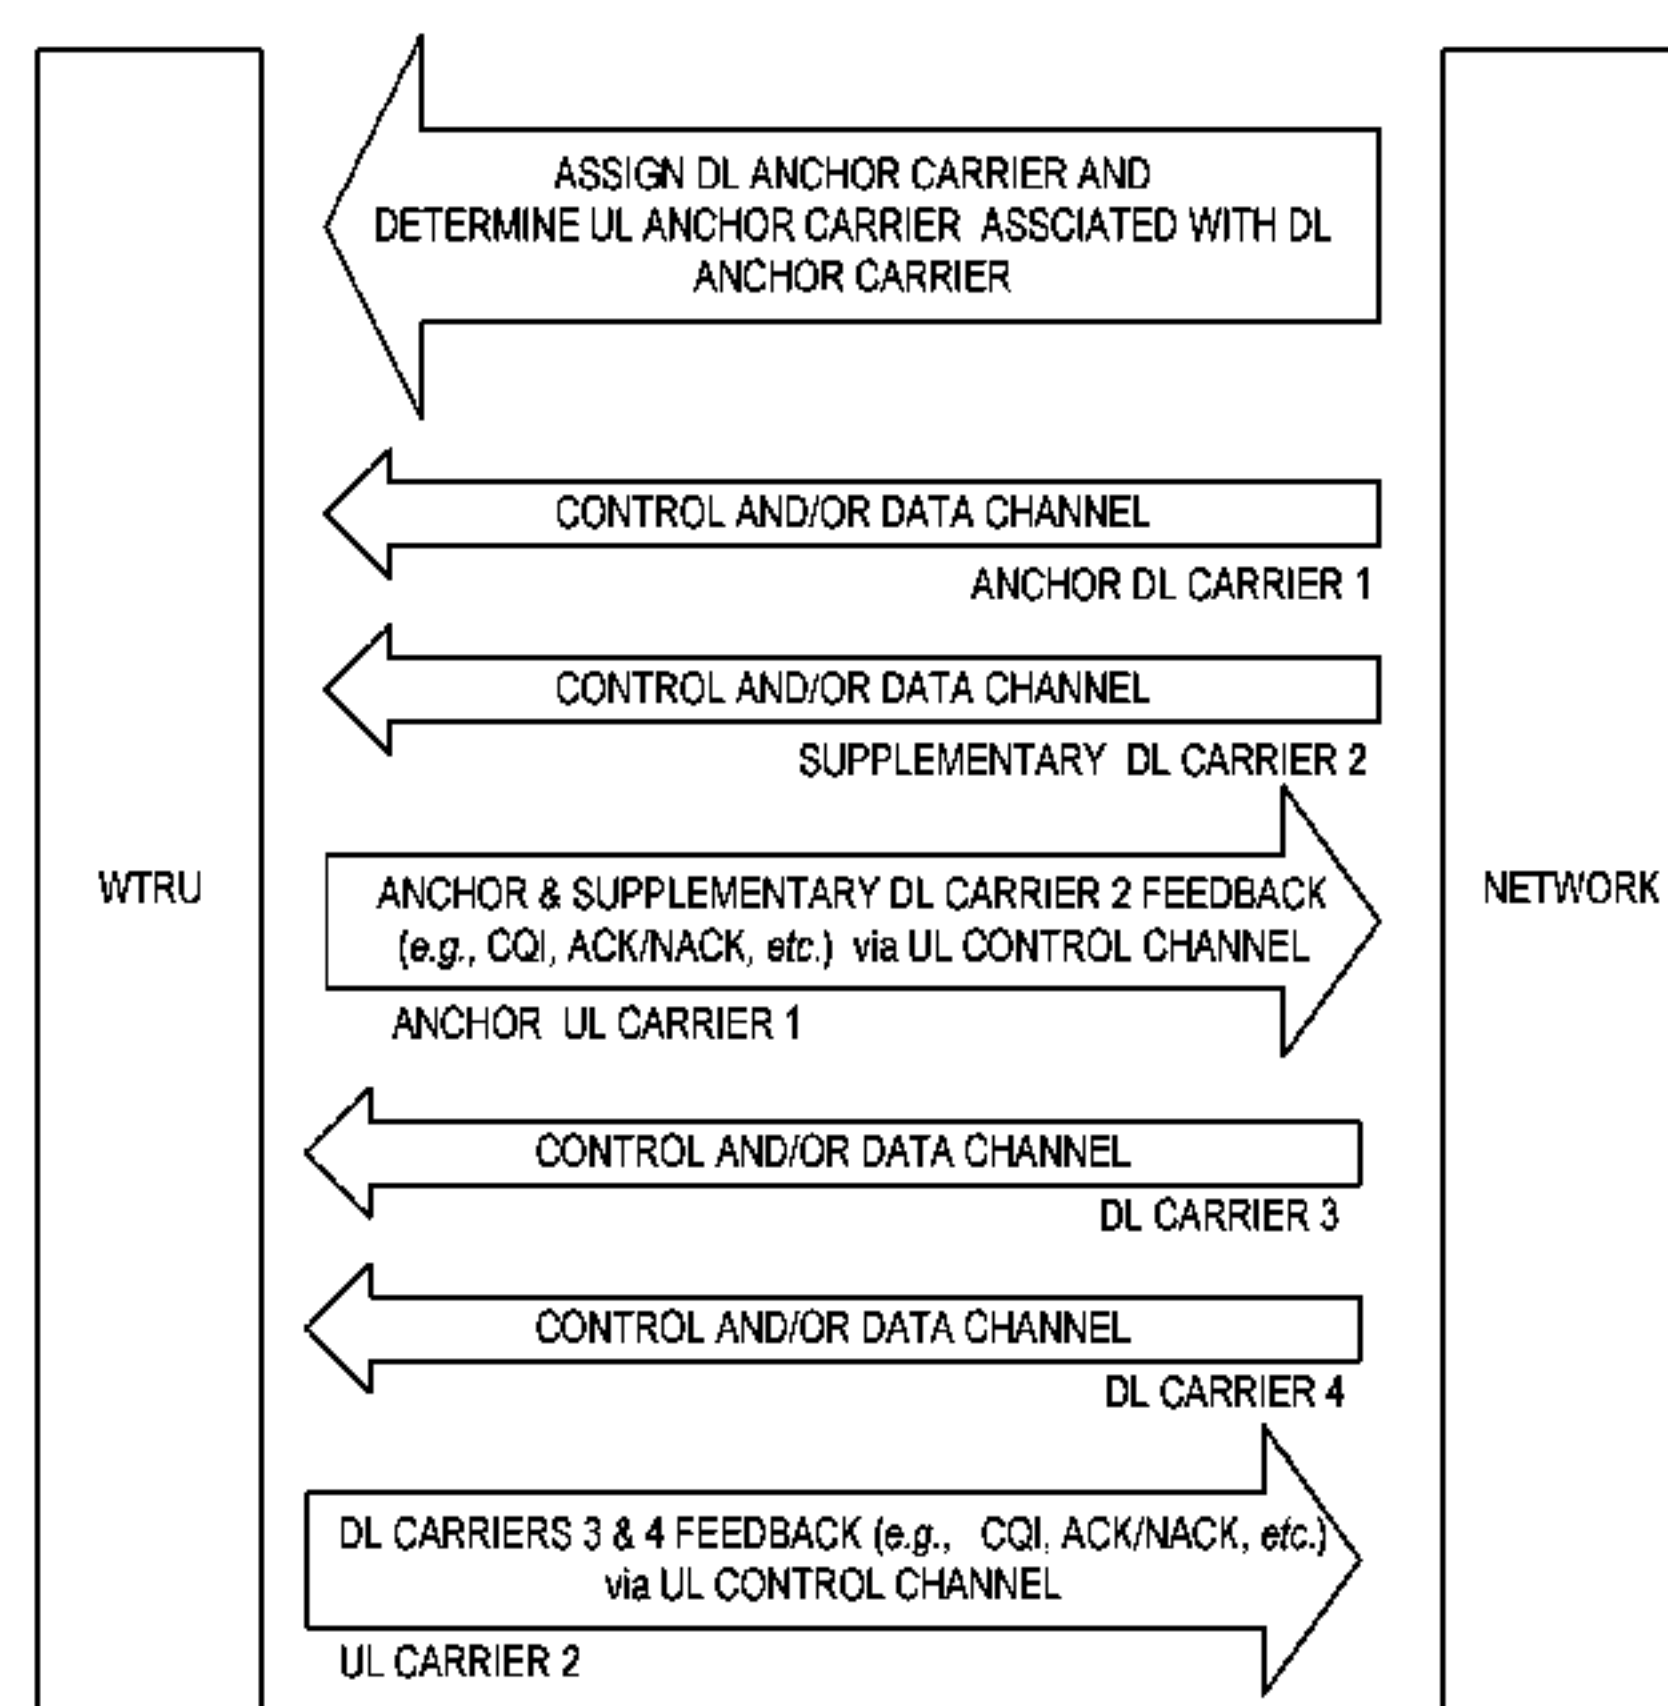 ASSIGN DL ANCHOR CARRIER AND
DETERMINE UL ANCHOR CARRIER ASSCIATED WITH DL
ANCHOR CARRIER
CONTROL AND/OR DATA CHANNEL
ANCHOR DL CARRIER 1
CONTROL AND/OR DATA CHANNEL
SUPPLEMENTARY DL CARRIER 2
WTRU
ANCHOR & SUPPLEMENTARY DL CARRIER 2 FEEDBACK
(e.g., CQI, ACK/NACK, etc.) via UL CONTROL CHANNEL
NETWORK
ANCHOR UL CARRIER 1
CONTROL AND/OR DATA CHANNEL
DL CARRIER 3
CONTROL AND/OR DATA CHANNEL
DL CARRIER 4
DL CARRIERS 3 & 4 FEEDBACK (e.g., CQI, ACK/NACK, etc.)
via UL CONTROL CHANNEL
UL CARRIER 2